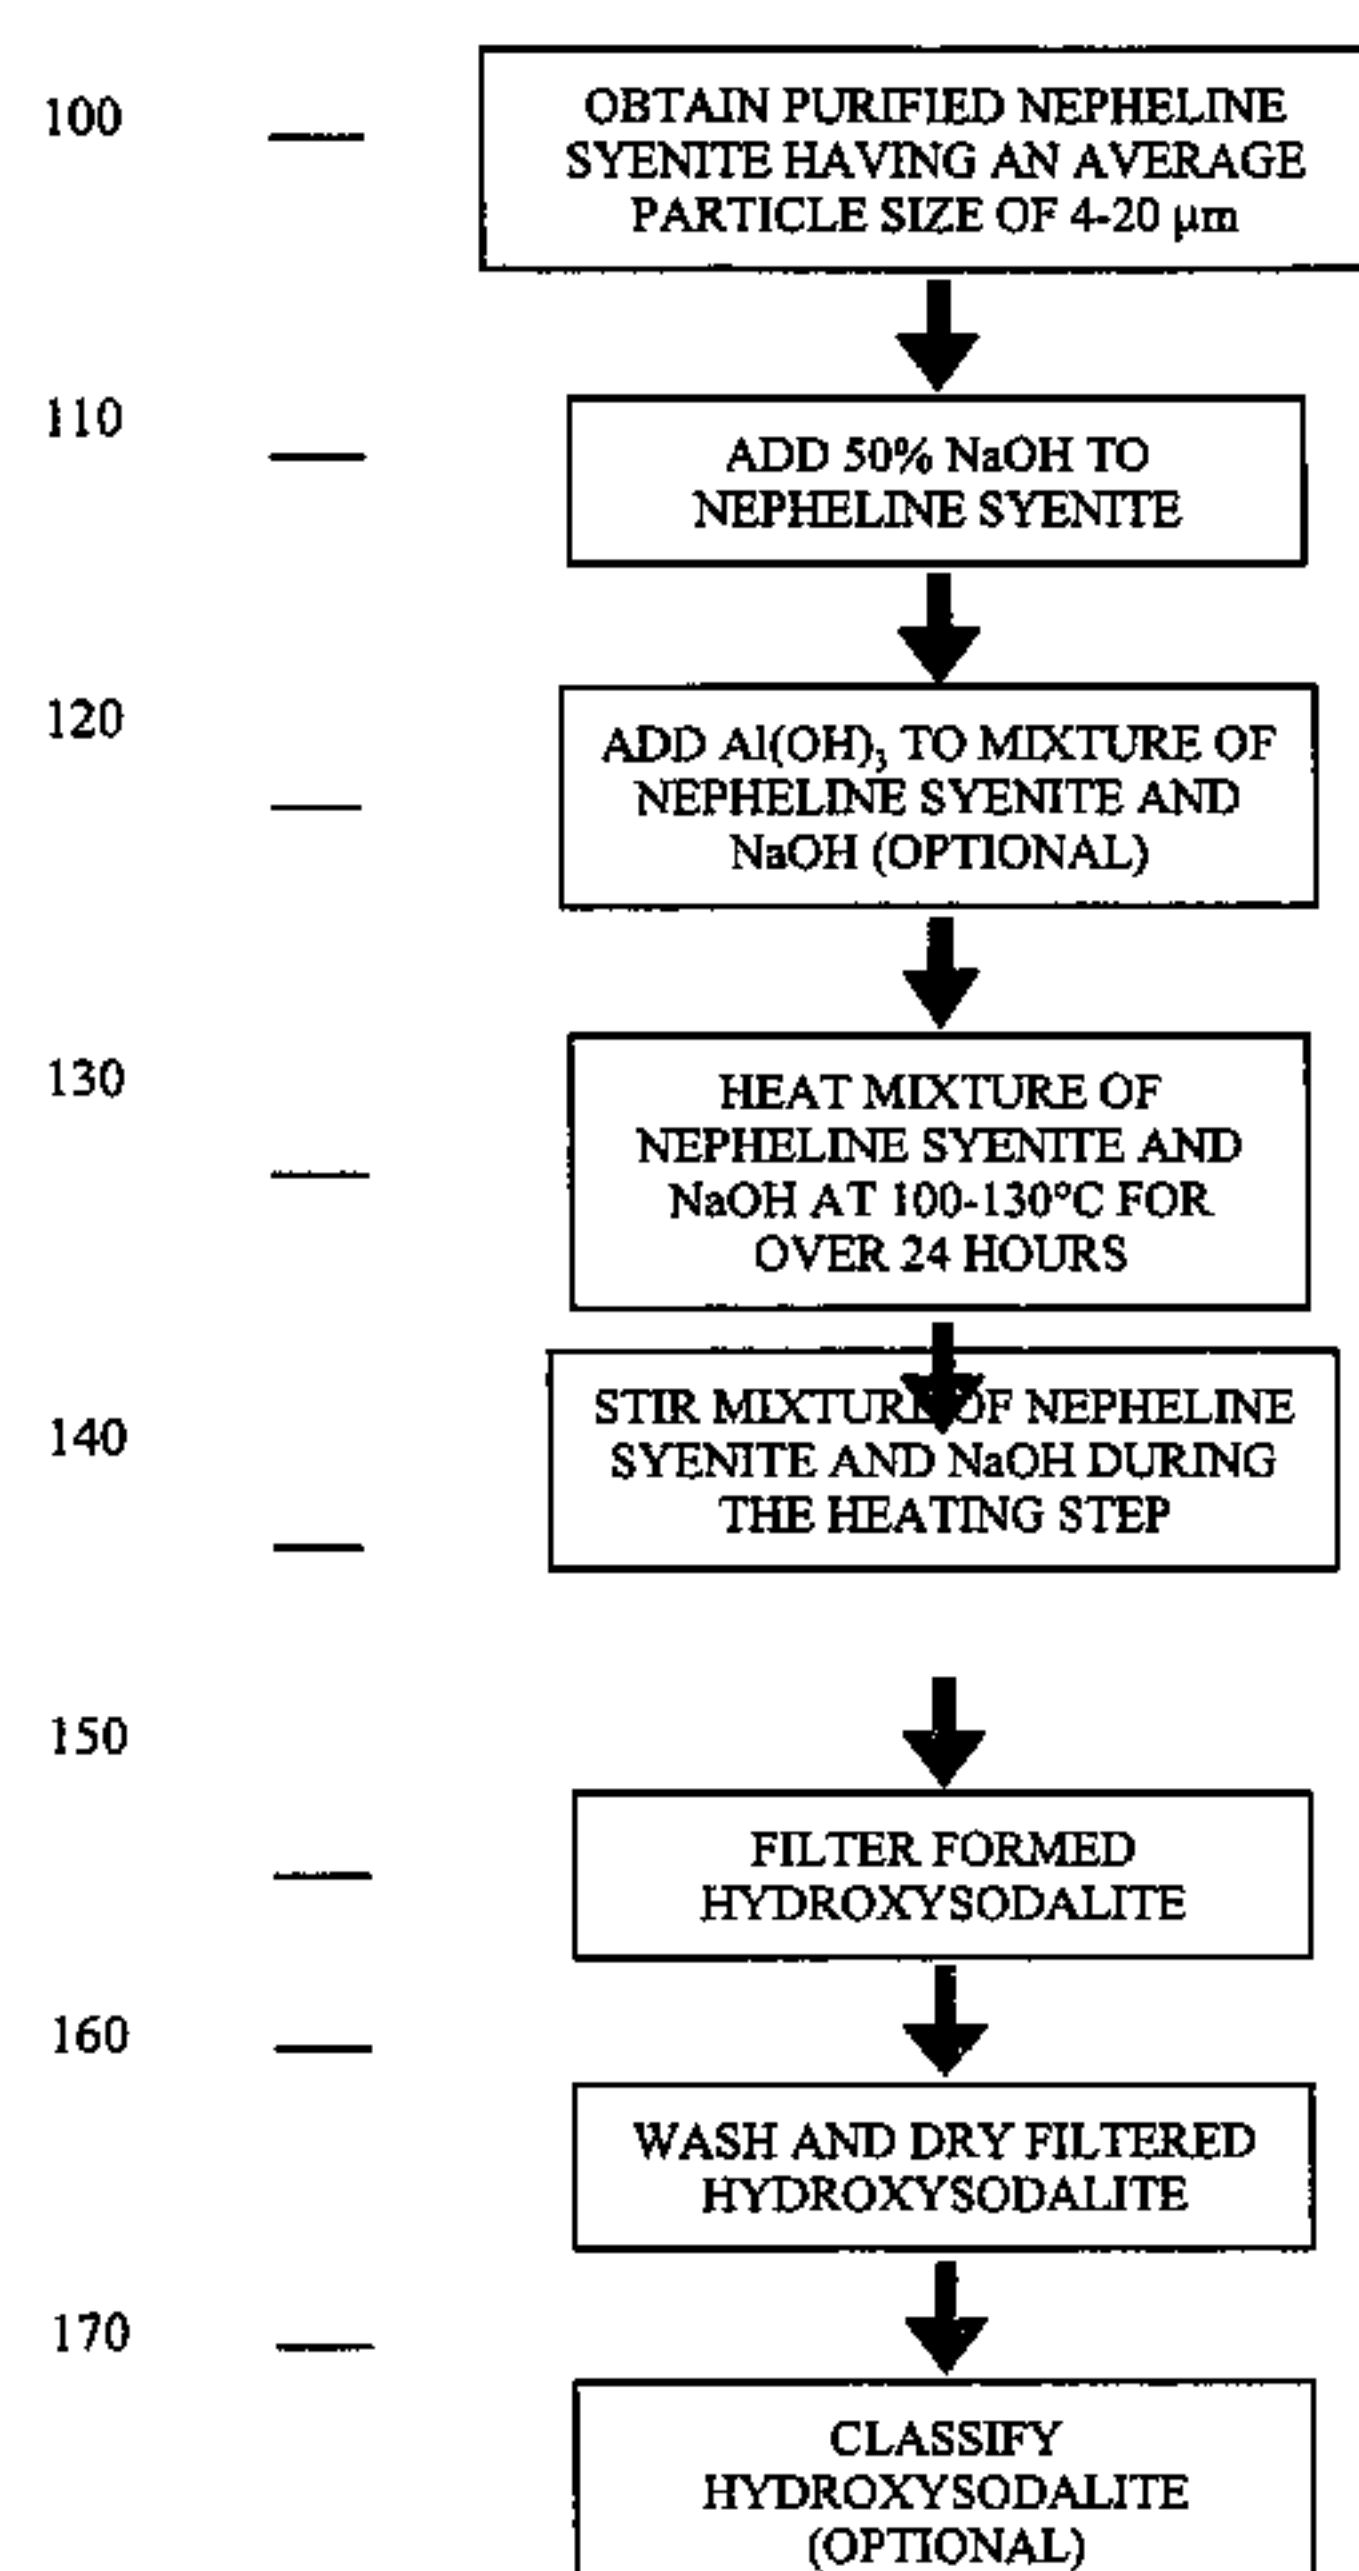 100
OBTAIN PURIFIED NEPHELINE
SYENITE HAVING AN AVERAGE
PARTICLE SIZE OF 4-20 µm
110
ADD 50% NaOH TO
NEPHELINE SYENITE
120
ADD Al(OH)₃ TO MIXTURE OF
NEPHELINE SYENITE AND
NaOH (OPTIONAL)
130
HEAT MIXTURE OF
NEPHELINE SYENITE AND
NaOH AT 100-130°C FOR
OVER 24 HOURS
140
STIR MIXTURE OF NEPHELINE
SYENITE AND NaOH DURING
THE HEATING STEP
150
FILTER FORMED
HYDROXYSODALITE
160
WASH AND DRY FILTERED
HYDROXYSODALITE
170
CLASSIFY
HYDROXYSODALITE
(OPTIONAL)